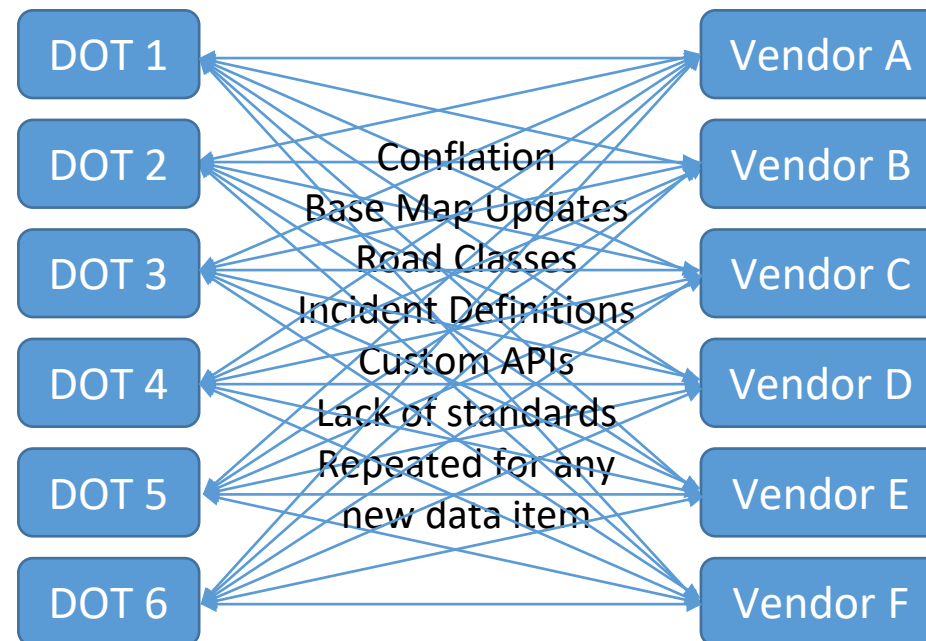 DOT 1
DOT 2
DOT 3
DOT 4
DOT 5
DOT 6
Conflation
Base Map Updates
Road Classes
Incident Definitions
Custom APIs
Lack of standards
Repeated for any
new data item
Vendor A
Vendor B
Vendor C
Vendor D
Vendor E
Vendor F